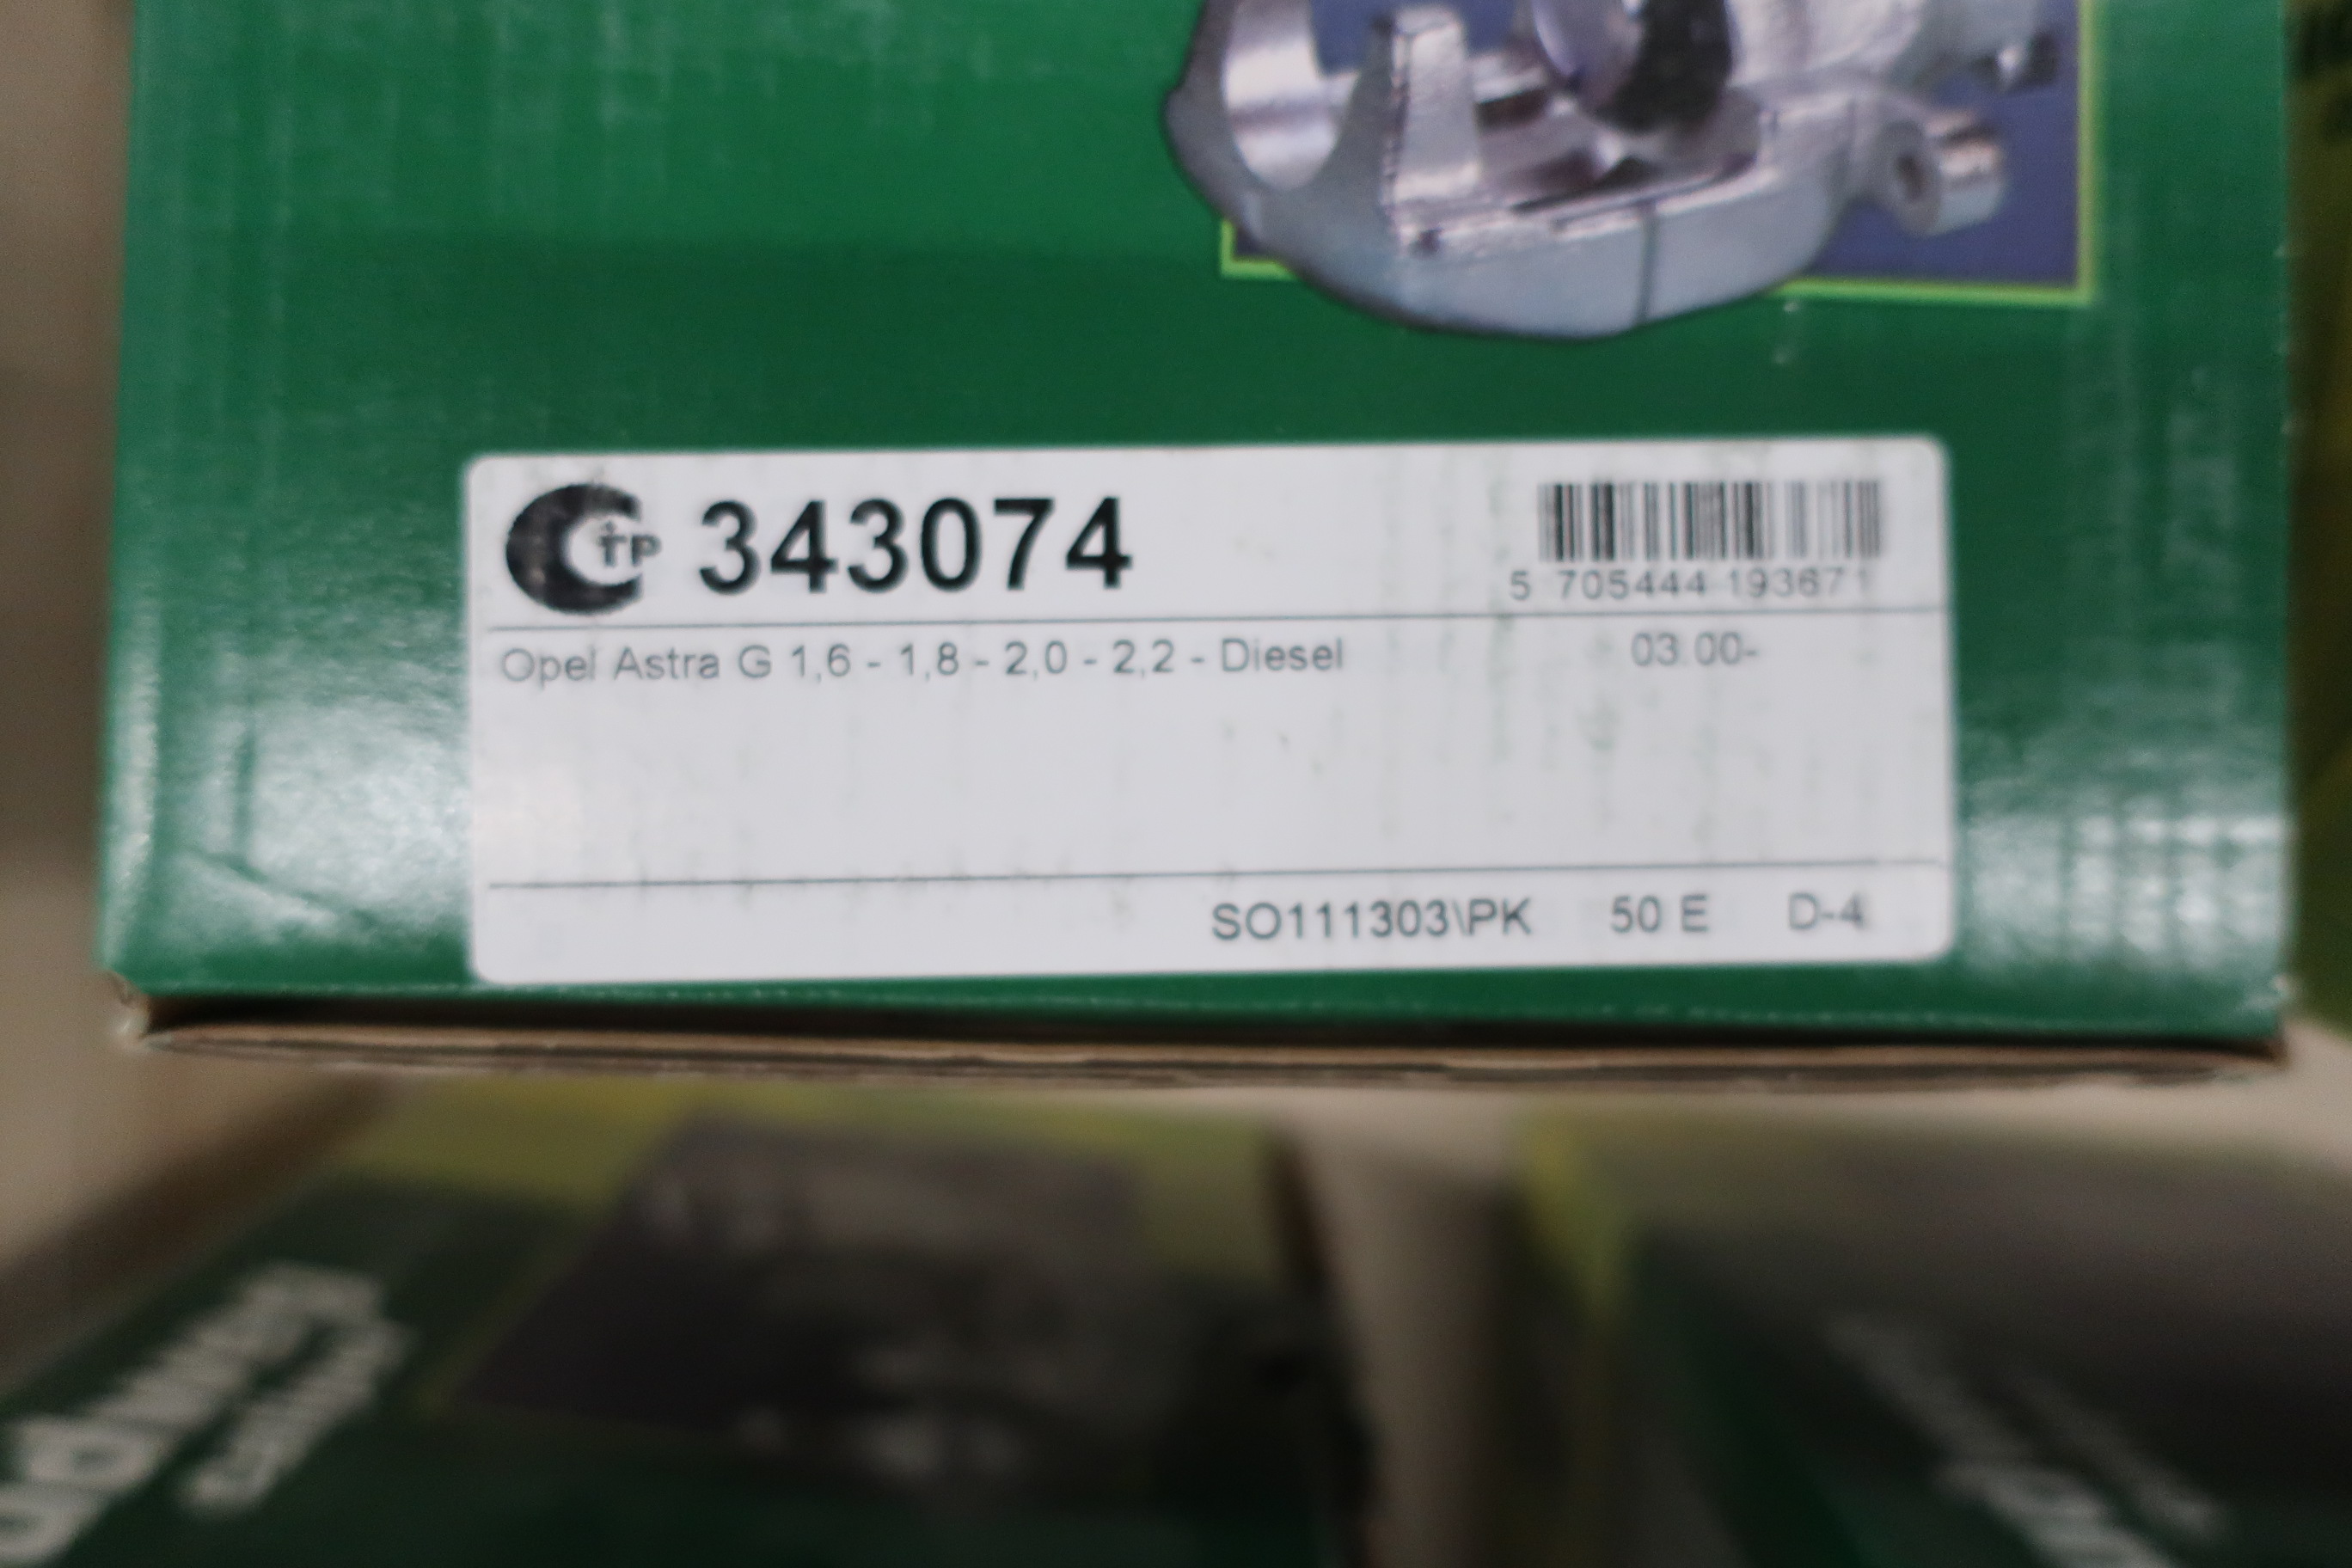 CTP 343074
5 705444 193671
Opel Astra G 1,6 - 1,8 - 2,0 - 2,2 - Diesel 03.00-
SO111303\PK 50 E D-4